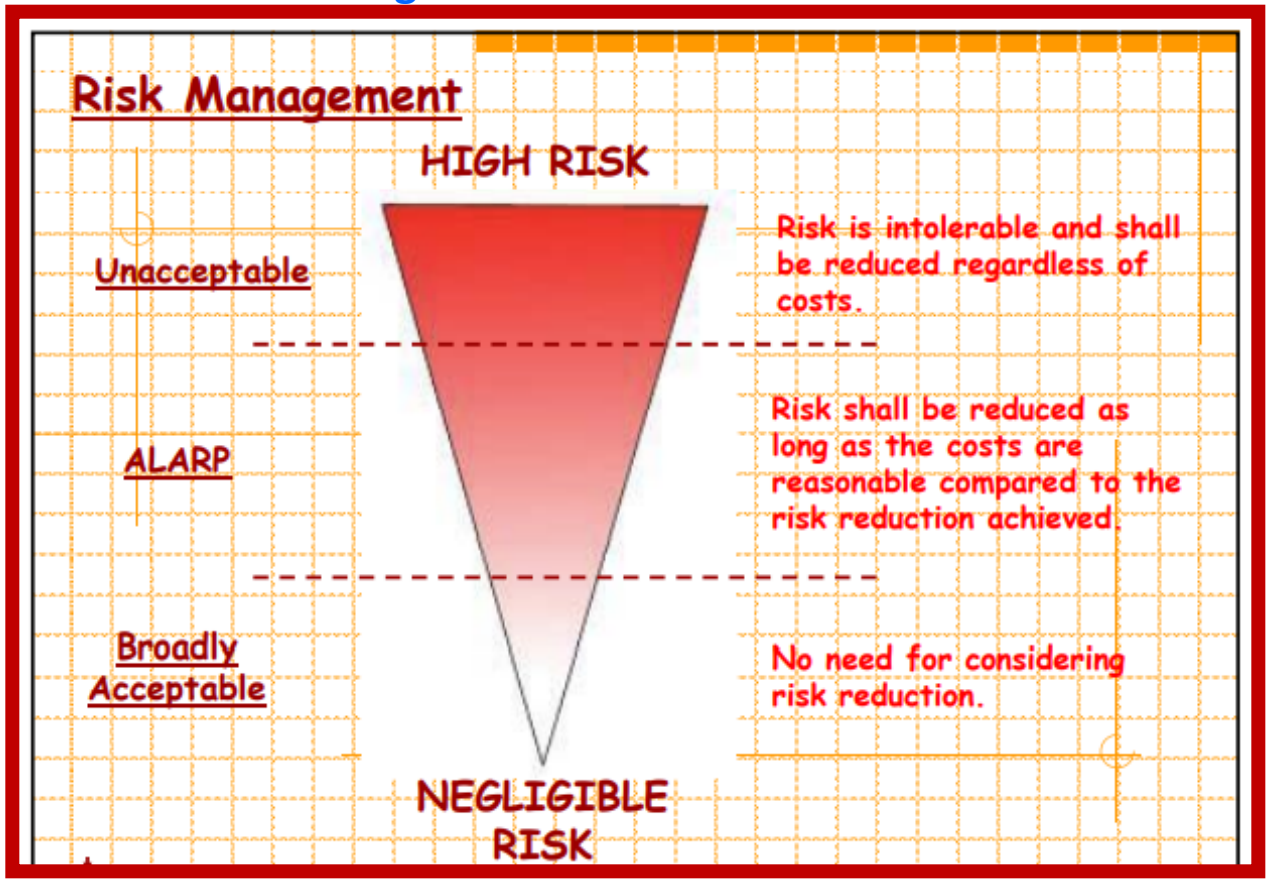 Risk Management
HIGH RISK
Unacceptable
Risk is intolerable and shall
be reduced regardless of
costs.
ALARP
Risk shall be reduced as
long as the costs are
reasonable compared to the
risk reduction achieved.
Broadly
Acceptable
No need for considering
risk reduction.
NEGLIGIBLE
RISK